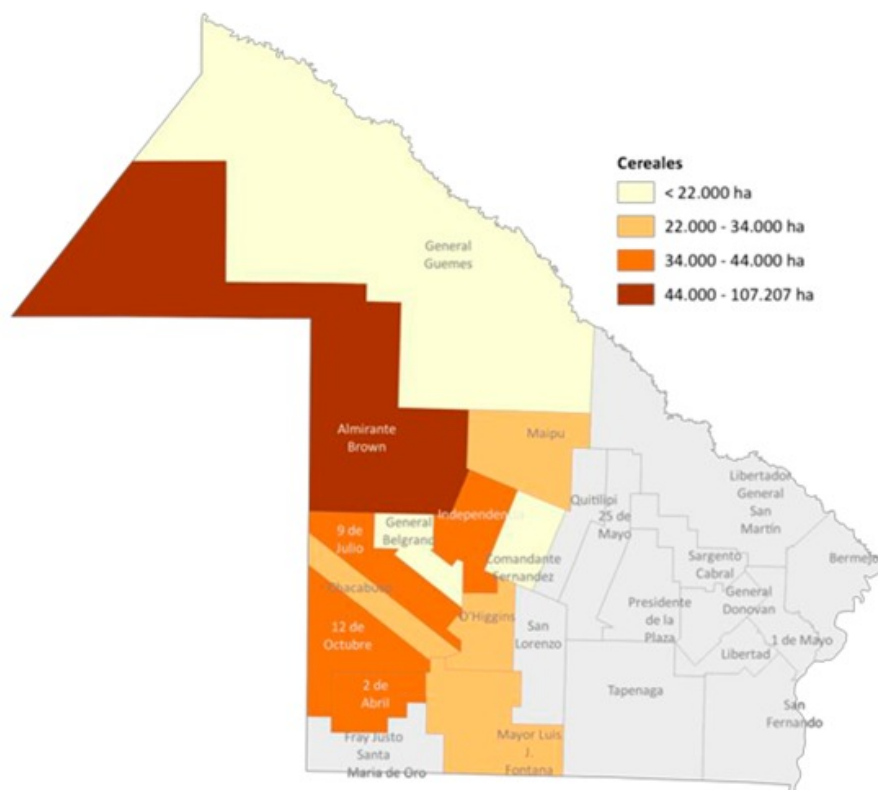 Cereales
< 22.000 ha
22.000 - 34.000 ha
34.000 - 44.000 ha
44.000 - 107.207 ha
General
Guemes
Almirante
Brown
Maipu
Libertador
General
San
Martín
Quitilipi
25 de
Mayo
Independencia
9 de
Julio
General
Belgrano
Comandante
Fernandez
Sargento
Cabral
Bermejo
Chacabuco
General
Donovan
12 de
Octubre
O'Higgins
San
Lorenzo
Presidente
de la
Plaza
1 de Mayo
Libertad
2 de
Abril
Tapenaga
San
Fernando
Fray Justo
Santa
Maria de Oro
Mayor Luis
J.
Fontana